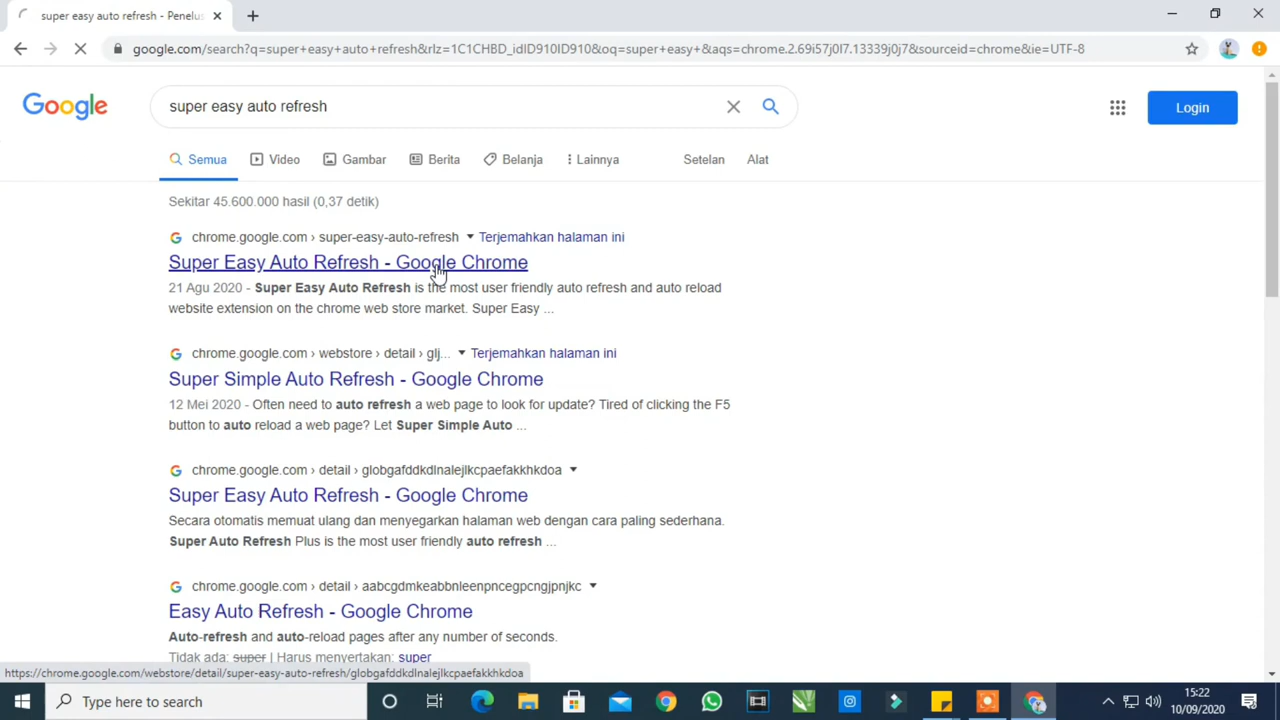 super easy auto refresh - Penelus
google.com/search?q=super+easy+auto+refresh&rlz=1C1CHBD_idID910ID910&oq=super+easy+&aqs=chrome.2.69i57j0l7.13339j0j7&sourceid=chrome&ie=UTF-8
Google
super easy auto refresh
Login
Semua
Video
Gambar
Berita
Belanja
Lainnya
Setelan
Alat
Sekitar 45.600.000 hasil (0,37 detik)
chrome.google.com › super-easy-auto-refresh
Terjemahkan halaman ini
Super Easy Auto Refresh - Google Chrome
21 Agu 2020 - Super Easy Auto Refresh is the most user friendly auto refresh and auto reload
website extension on the chrome web store market. Super Easy ...
chrome.google.com › webstore › detail › glj...
Terjemahkan halaman ini
Super Simple Auto Refresh - Google Chrome
12 Mei 2020 - Often need to auto refresh a web page to look for update? Tired of clicking the F5
button to auto reload a web page? Let Super Simple Auto ...
chrome.google.com › detail › globgafddkdlnalejlkcpaefakkhkdoa
Super Easy Auto Refresh - Google Chrome
Secara otomatis memuat ulang dan menyegarkan halaman web dengan cara paling sederhana.
Super Auto Refresh Plus is the most user friendly auto refresh ...
chrome.google.com › detail › aabcgdmkeabbnleenpncegpcngjpnjkc
Easy Auto Refresh - Google Chrome
Auto-refresh and auto-reload pages after any number of seconds.
Tidak ada: super | Harus menyertakan: super
https://chrome.google.com/webstore/detail/super-easy-auto-refresh/globgafddkdlnalejlkcpaefakkhkdoa
Type here to search
15:22
10/09/2020